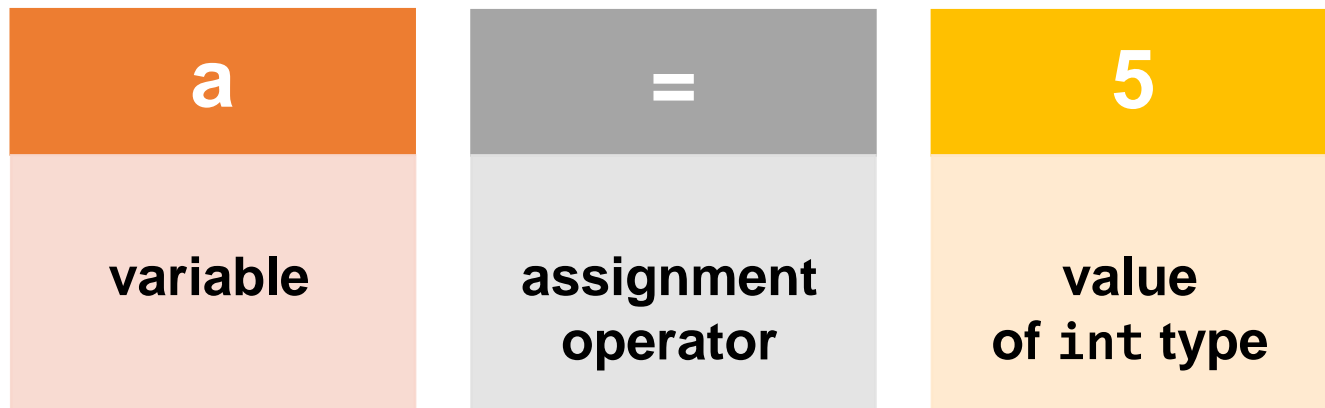 a = 5
variable
assignment
operator
value
of int type